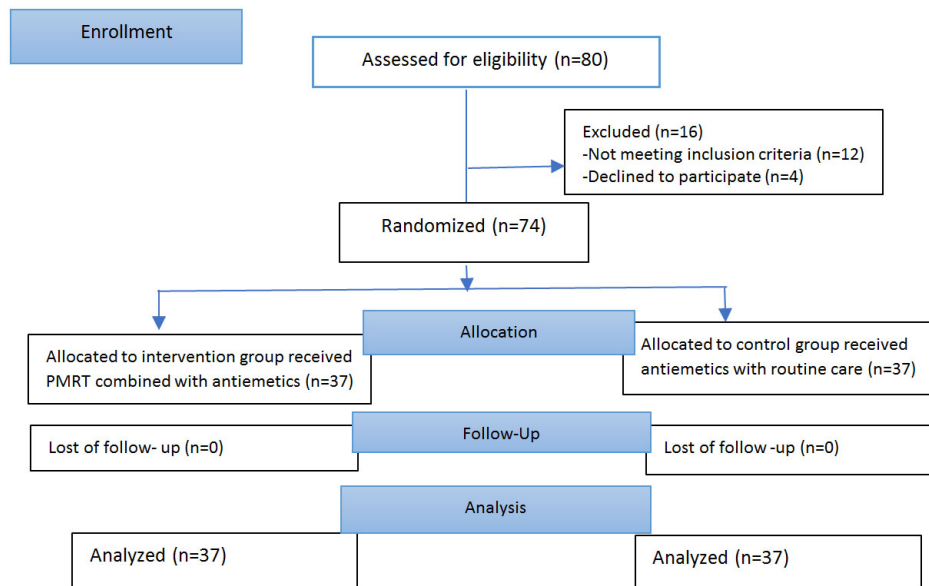 Enrollment
Assessed for eligibility (n=80)
Excluded (n=16)
-Not meeting inclusion criteria (n=12)
-Declined to participate (n=4)
Randomized (n=74)
Allocation
Allocated to intervention group received
PMRT combined with antiemetics (n=37)
Allocated to control group received
antiemetics with routine care (n=37)
Follow-Up
Lost of follow- up (n=0)
Lost of follow -up (n=0)
Analysis
Analyzed (n=37)
Analyzed (n=37)